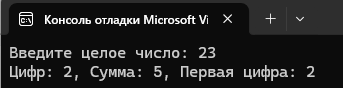 Консоль отладки Microsoft Vi
Введите целое число: 23
Цифр: 2, Сумма: 5, Первая цифра: 2